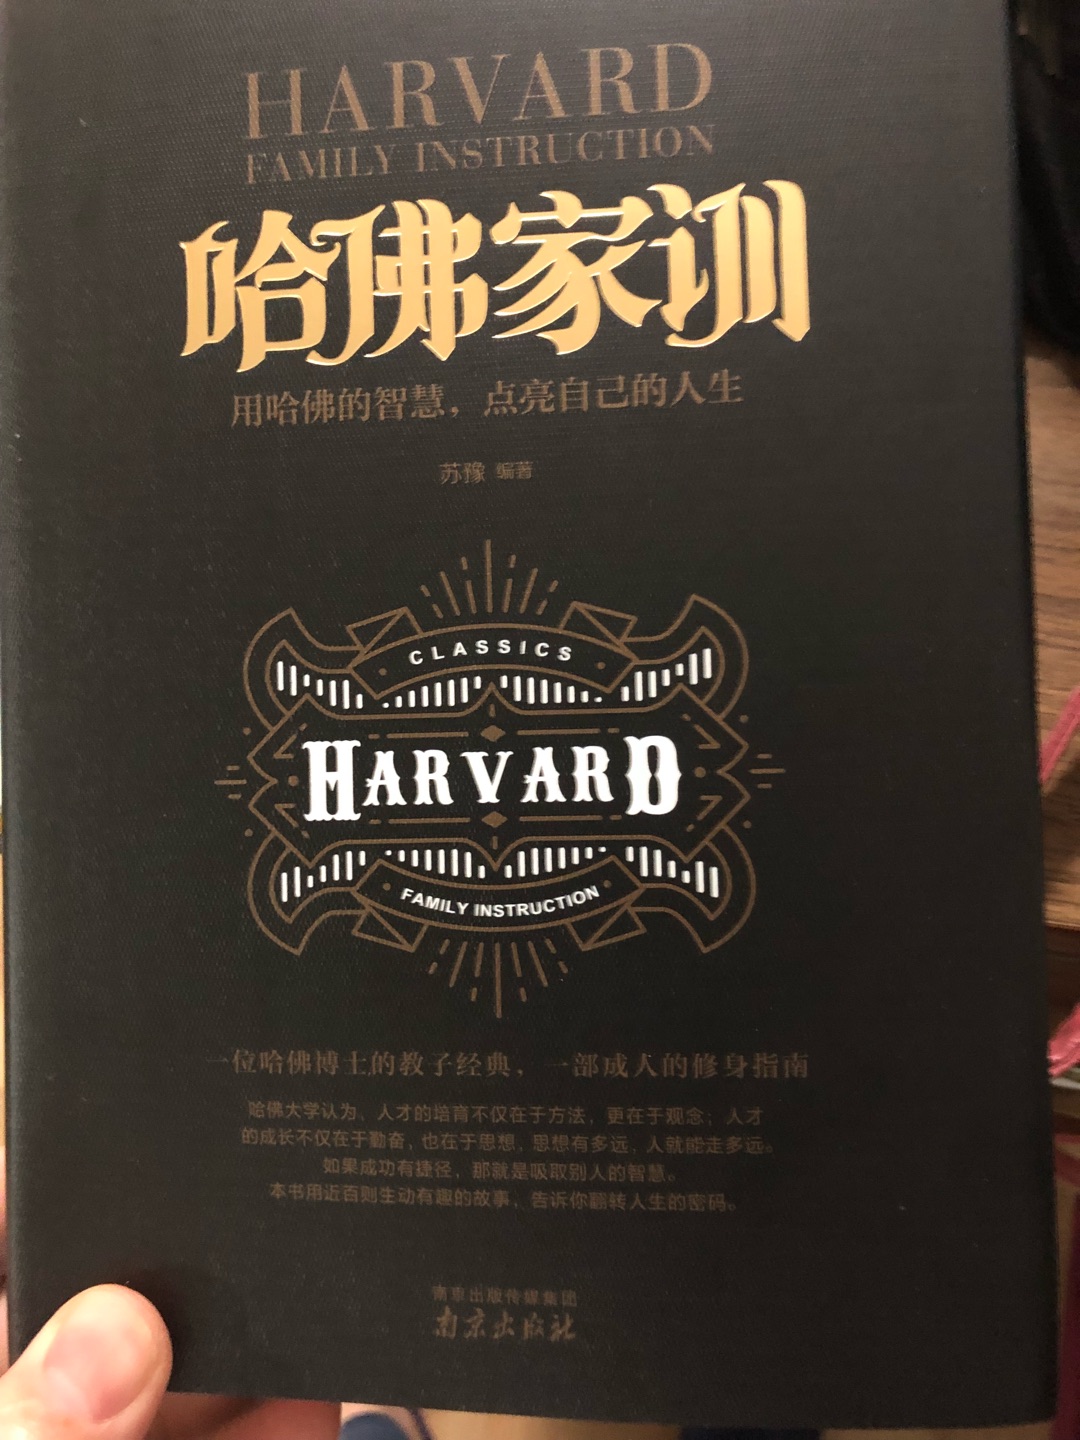 HARVARD
FAMILY INSTRUCTION
哈佛家训
用哈佛的智慧，点亮自己的人生
苏豫 编著
CLASSICS
HARVARD
FAMILY INSTRUCTION
一位哈佛博士的教子经典，一部成人的修身指南
哈佛大学认为，人才的培育不仅在于方法，更在于观念；人才
的成长不仅在于勤奋，也在于思想，思想有多远，人就能走多远。
如果成功有捷径，那就是吸取别人的智慧。
本书用近百则生动有趣的故事，告诉你翻转人生的密码。
南京出版传媒集团
南京出版社